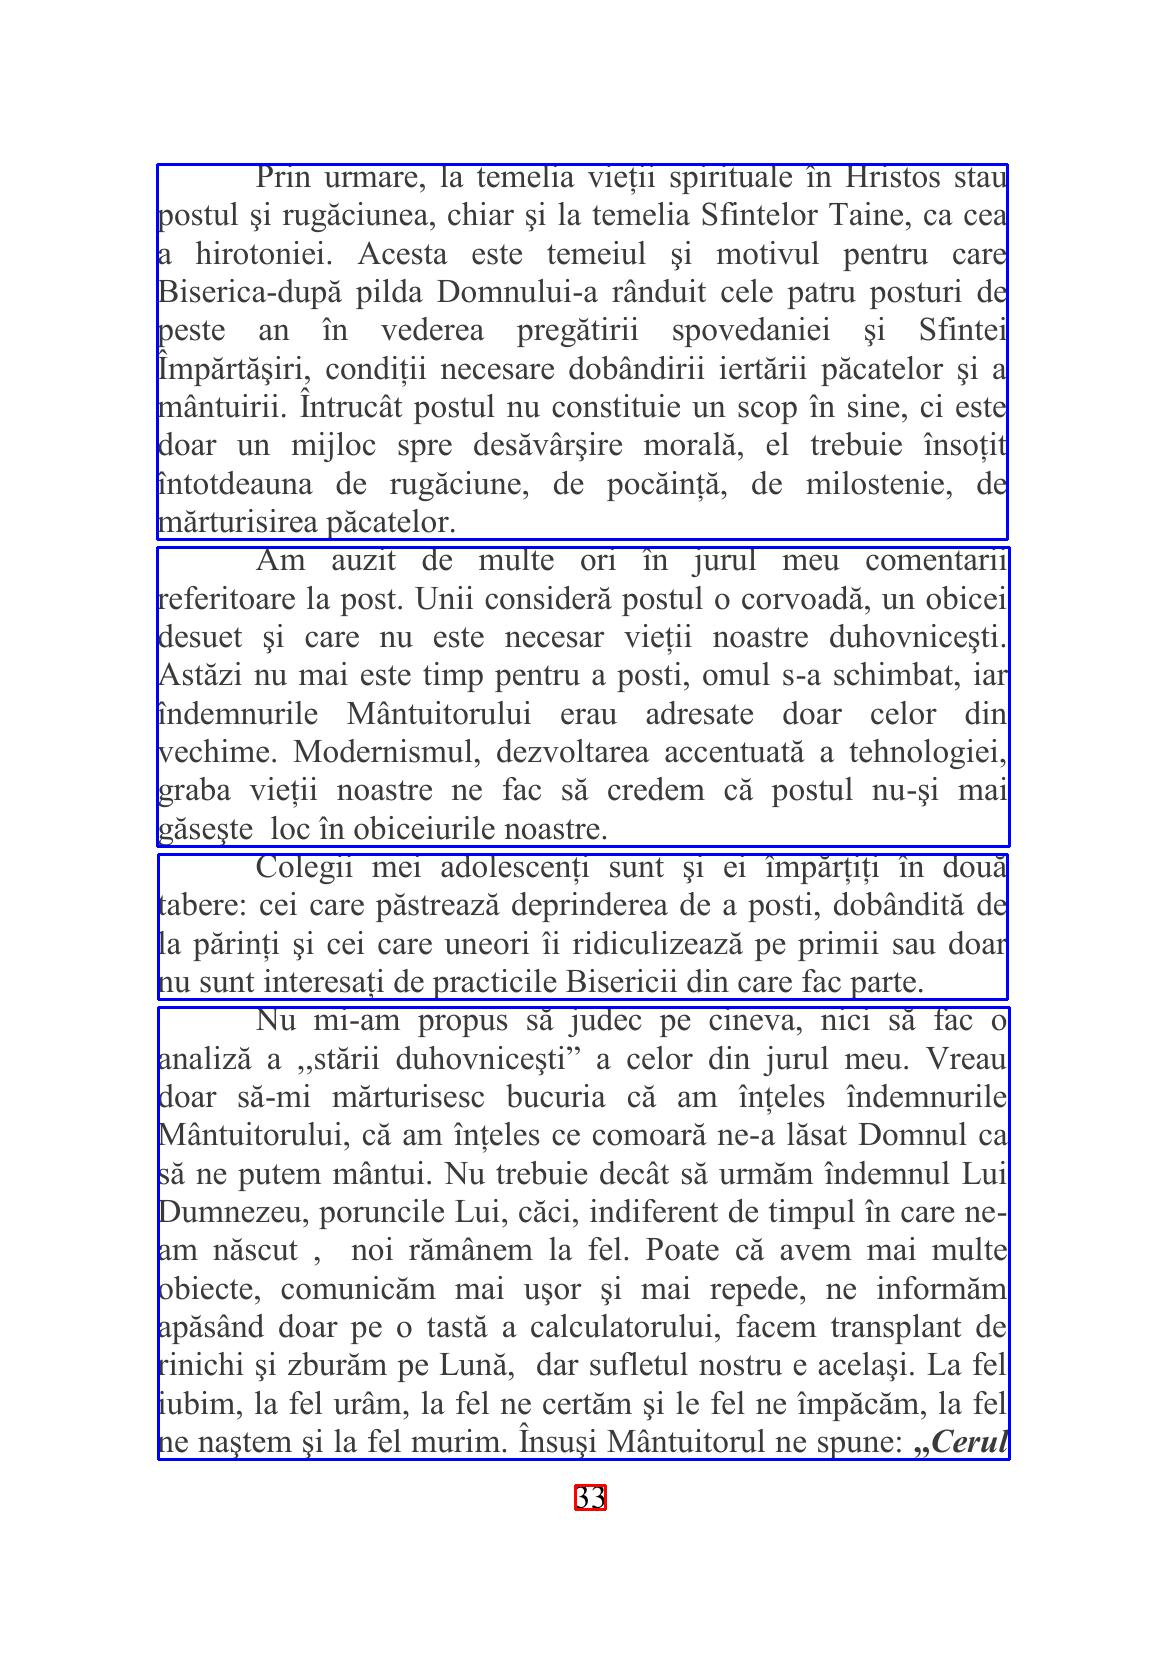 Prin urmare, la temelia vieții spirituale în Hristos stau
postul şi rugăciunea, chiar şi la temelia Sfintelor Taine, ca cea
a hirotoniei. Acesta este temeiul şi motivul pentru care
Biserica-după pilda Domnului-a rânduit cele patru posturi de
peste an în vederea pregătirii spovedaniei şi Sfintei
Împărtăşiri, condiții necesare dobândirii iertării păcatelor şi a
mântuirii. Întrucât postul nu constituie un scop în sine, ci este
doar un mijloc spre desăvârşire morală, el trebuie însoțit
întotdeauna de rugăciune, de pocăință, de milostenie, de
mărturisirea păcatelor.
Am auzit de multe ori în jurul meu comentarii
referitoare la post. Unii consideră postul o corvoadă, un obicei
desuet şi care nu este necesar vieții noastre duhovniceşti.
Astăzi nu mai este timp pentru a posti, omul s-a schimbat, iar
îndemnurile Mântuitorului erau adresate doar celor din
vechime. Modernismul, dezvoltarea accentuată a tehnologiei,
graba vieții noastre ne fac să credem că postul nu-şi mai
găseşte  loc în obiceiurile noastre.
Colegii mei adolescenți sunt şi ei împărțiți în două
tabere: cei care păstrează deprinderea de a posti, dobândită de
la părinți şi cei care uneori îi ridiculizează pe primii sau doar
nu sunt interesați de practicile Bisericii din care fac parte.
Nu mi-am propus să judec pe cineva, nici să fac o
analiză a ,,stării duhovniceşti” a celor din jurul meu. Vreau
doar să-mi mărturisesc bucuria că am înțeles îndemnurile
Mântuitorului, că am înțeles ce comoară ne-a lăsat Domnul ca
să ne putem mântui. Nu trebuie decât să urmăm îndemnul Lui
Dumnezeu, poruncile Lui, căci, indiferent de timpul în care ne-
am născut ,  noi rămânem la fel. Poate că avem mai multe
obiecte, comunicăm mai uşor şi mai repede, ne informăm
apăsând doar pe o tastă a calculatorului, facem transplant de
rinichi şi zburăm pe Lună,  dar sufletul nostru e acelaşi. La fel
iubim, la fel urâm, la fel ne certăm şi le fel ne împăcăm, la fel
ne naştem şi la fel murim. Însuşi Mântuitorul ne spune: „Cerul
33